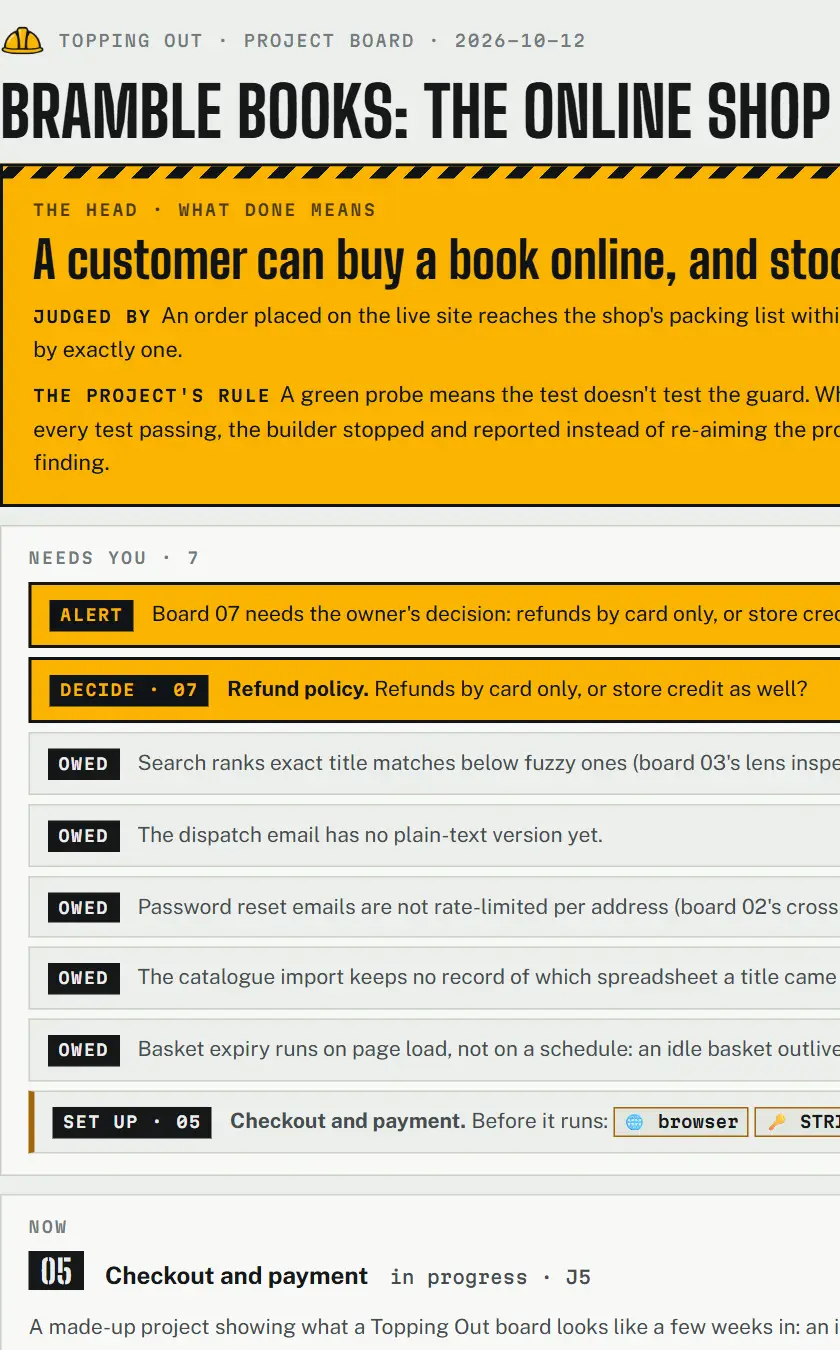 TOPPING OUT · PROJECT BOARD · 2026-10-12
BRAMBLE BOOKS: THE ONLINE SHOP
THE HEAD · WHAT DONE MEANS
A customer can buy a book online, and
JUDGED BY An order placed on the live site reaches the shop's packing list
by exactly one.
THE PROJECT'S RULE A green probe means the test doesn't test the guard.
every test passing, the builder stopped and reported instead of re-aiming the
finding.
NEEDS YOU · 7
ALERT Board 07 needs the owner's decision: refunds by card only, or store
DECIDE · 07 Refund policy. Refunds by card only, or store credit as well?
OWED Search ranks exact title matches below fuzzy ones (board 03's lens
OWED The dispatch email has no plain-text version yet.
OWED Password reset emails are not rate-limited per address (board 02's cross
OWED The catalogue import keeps no record of which spreadsheet a title came
OWED Basket expiry runs on page load, not on a schedule: an idle basket
SET UP · 05 Checkout and payment. Before it runs: browser
NOW
05 Checkout and payment in progress · J5
A made-up project showing what a Topping Out board looks like a few weeks in: an